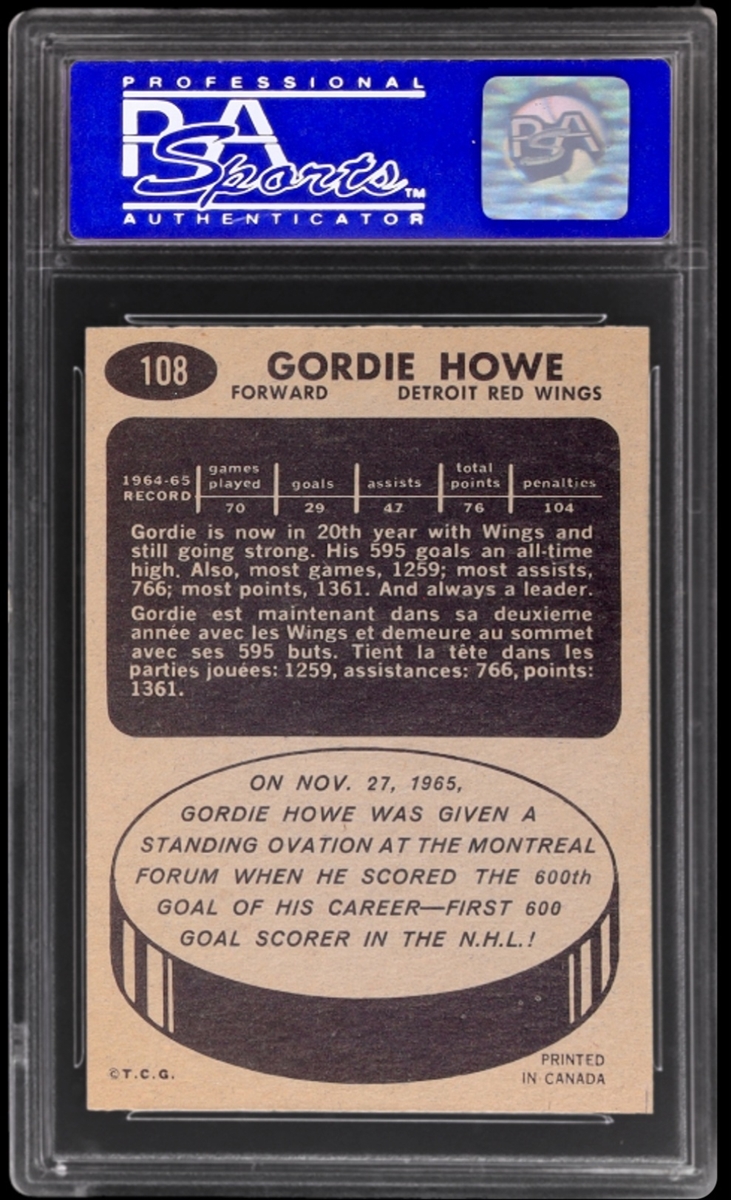 PROFESSIONAL
PSA
Sports™
AUTHENTICATOR
PSA
108 GORDIE HOWE
FORWARD DETROIT RED WINGS
1964-65 RECORD games played goals assists total points penalties
70 29 47 76 104
Gordie is now in 20th year with Wings and
still going strong. His 595 goals an all-time
high. Also, most games, 1259; most assists,
766; most points, 1361. And always a leader.
Gordie est maintenant dans sa deuxieme
année avec les Wings et demeure au sommet
avec ses 595 buts. Tient la tête dans les
parties jouées: 1259, assistances: 766, points:
1361.
ON NOV. 27, 1965,
GORDIE HOWE WAS GIVEN A
STANDING OVATION AT THE MONTREAL
FORUM WHEN HE SCORED THE 600th
GOAL OF HIS CAREER—FIRST 600
GOAL SCORER IN THE N.H.L.!
©T.C.G.
PRINTED
IN CANADA